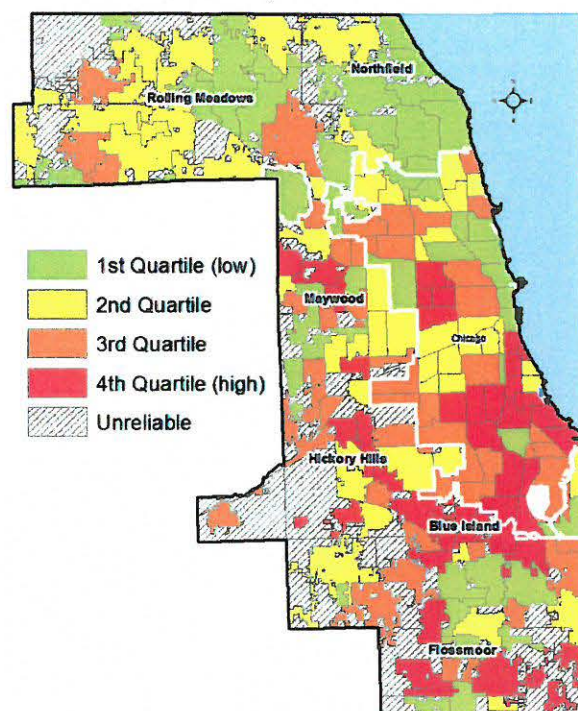 Northfield
Rolling Meadows
1st Quartile (low)
2nd Quartile
3rd Quartile
4th Quartile (high)
Unreliable
Maywood
Chicago
Hickory Hills
Blue Island
Flossmoor